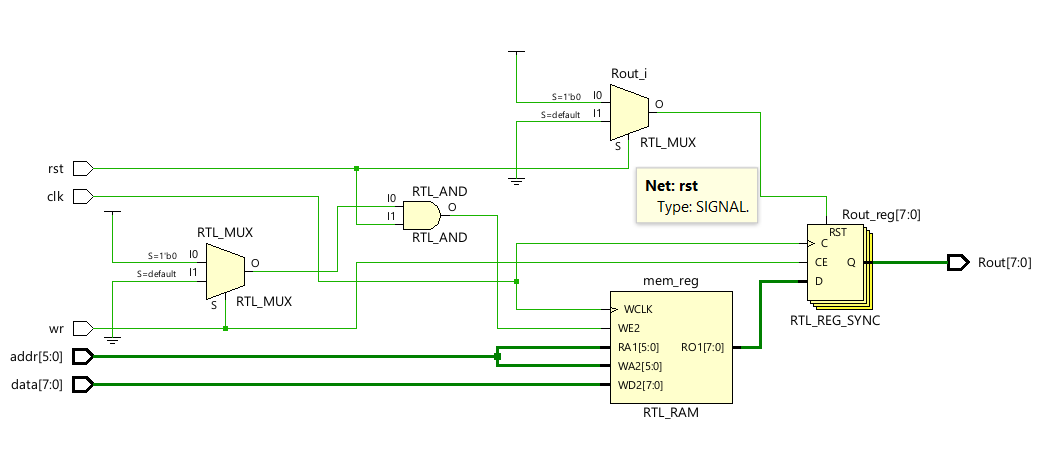 Rout_i
S=1'b0 I0
O
S=default I1
S
RTL_MUX
rst
clk
Net: rst
Type: SIGNAL.
RTL_AND
I0
O
I1
RTL_AND
Rout_reg[7:0]
RST
C
CE
Q
D
RTL_REG_SYNC
Rout[7:0]
RTL_MUX
S=1'b0 I0
O
S=default I1
S
RTL_MUX
mem_reg
WCLK
WE2
RA1[5:0]
RO1[7:0]
WA2[5:0]
WD2[7:0]
RTL_RAM
wr
addr[5:0]
data[7:0]